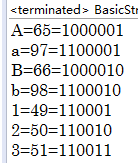 <terminated> BasicStr
A=65=1000001
a=97=1100001
B=66=1000010
b=98=1100010
1=49=110001
2=50=110010
3=51=110011